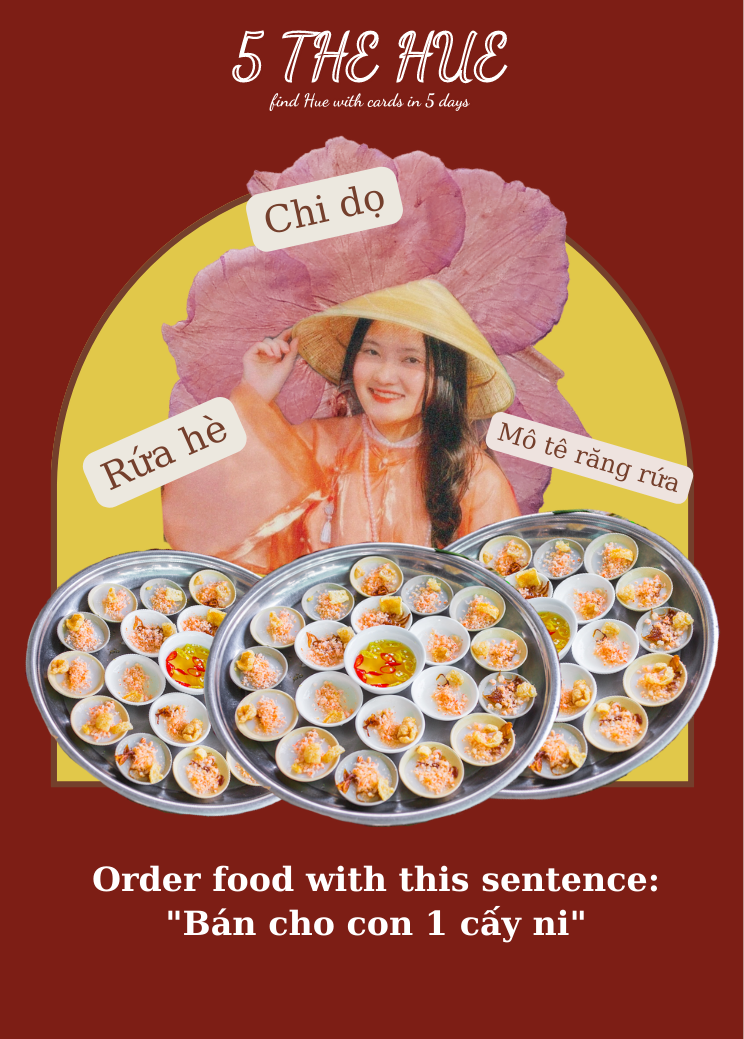 5 THE HUE
find Hue with cards in 5 days
Chi dọ
Rứa hè
Mô tê răng rứa
Order food with this sentence:
"Bán cho con 1 cấy ni"